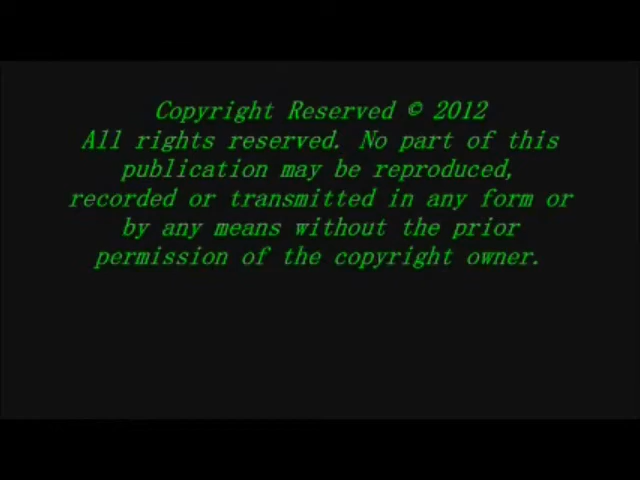 Copyright Reserved © 2012
All rights reserved. No part of this
publication may be reproduced,
recorded or transmitted in any form or
by any means without the prior
permission of the copyright owner.